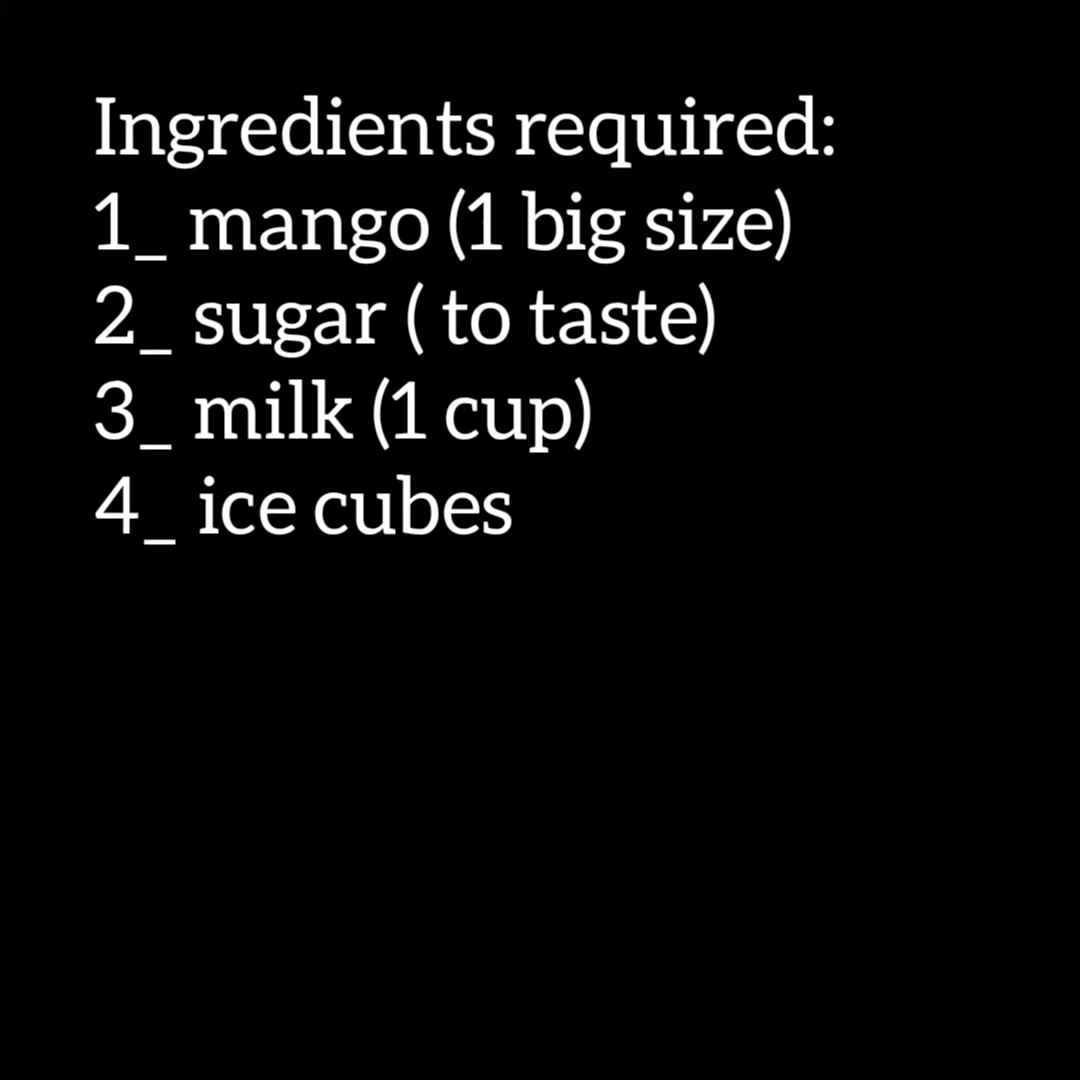 Ingredients required:
1_ mango (1 big size)
2_ sugar ( to taste)
3_ milk (1 cup)
4_ ice cubes